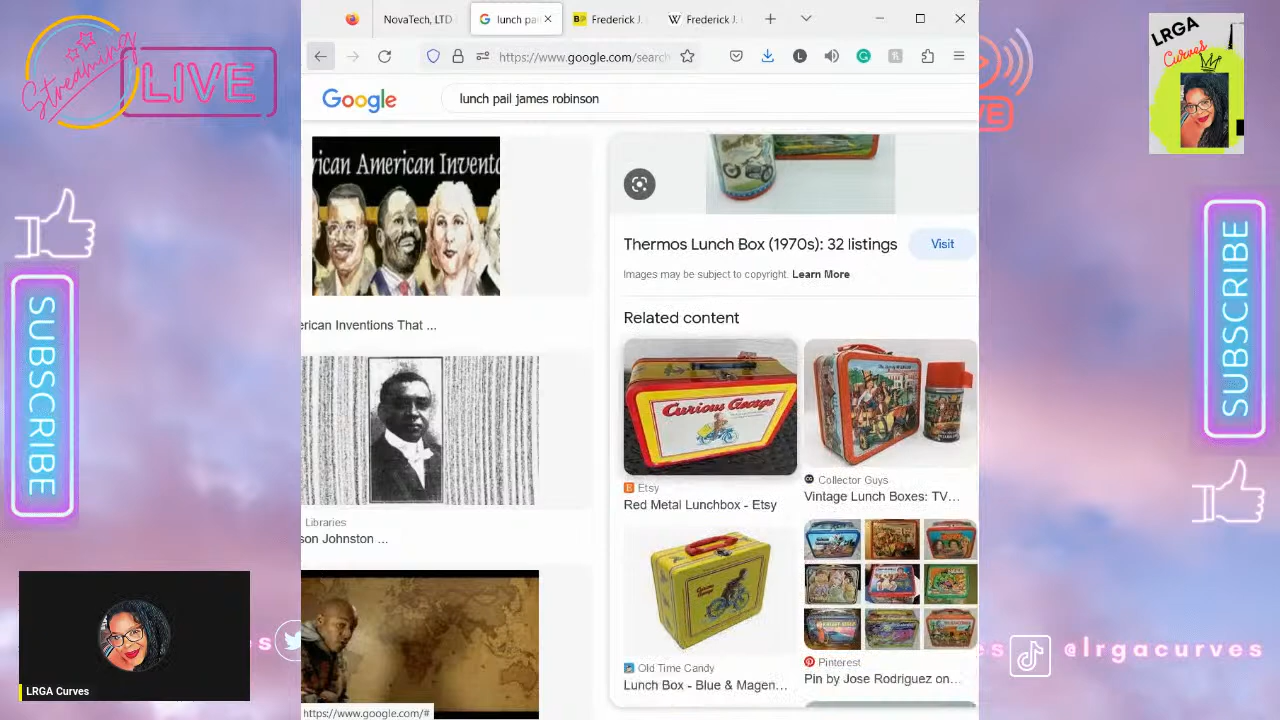 Streaming
LIVE
SUBSCRIBE
LRGA Curves
NovaTech, LTD
lunch pai
Frederick J.
Frederick J.
https://www.google.com/search
Google
lunch pail james robinson
rican American Invento
Thermos Lunch Box (1970s): 32 listings
Visit
Images may be subject to copyright. Learn More
erican Inventions That ...
Related content
Curious George
Etsy
Red Metal Lunchbox - Etsy
Collector Guys
Vintage Lunch Boxes: TV…
Libraries
son Johnston ...
Old Time Candy
Lunch Box - Blue & Magen…
Pinterest
Pin by Jose Rodriguez on…
https://www.google.com/#
VE
LRGA
Curves
SUBSCRIBE
es
s
@lrgacurves